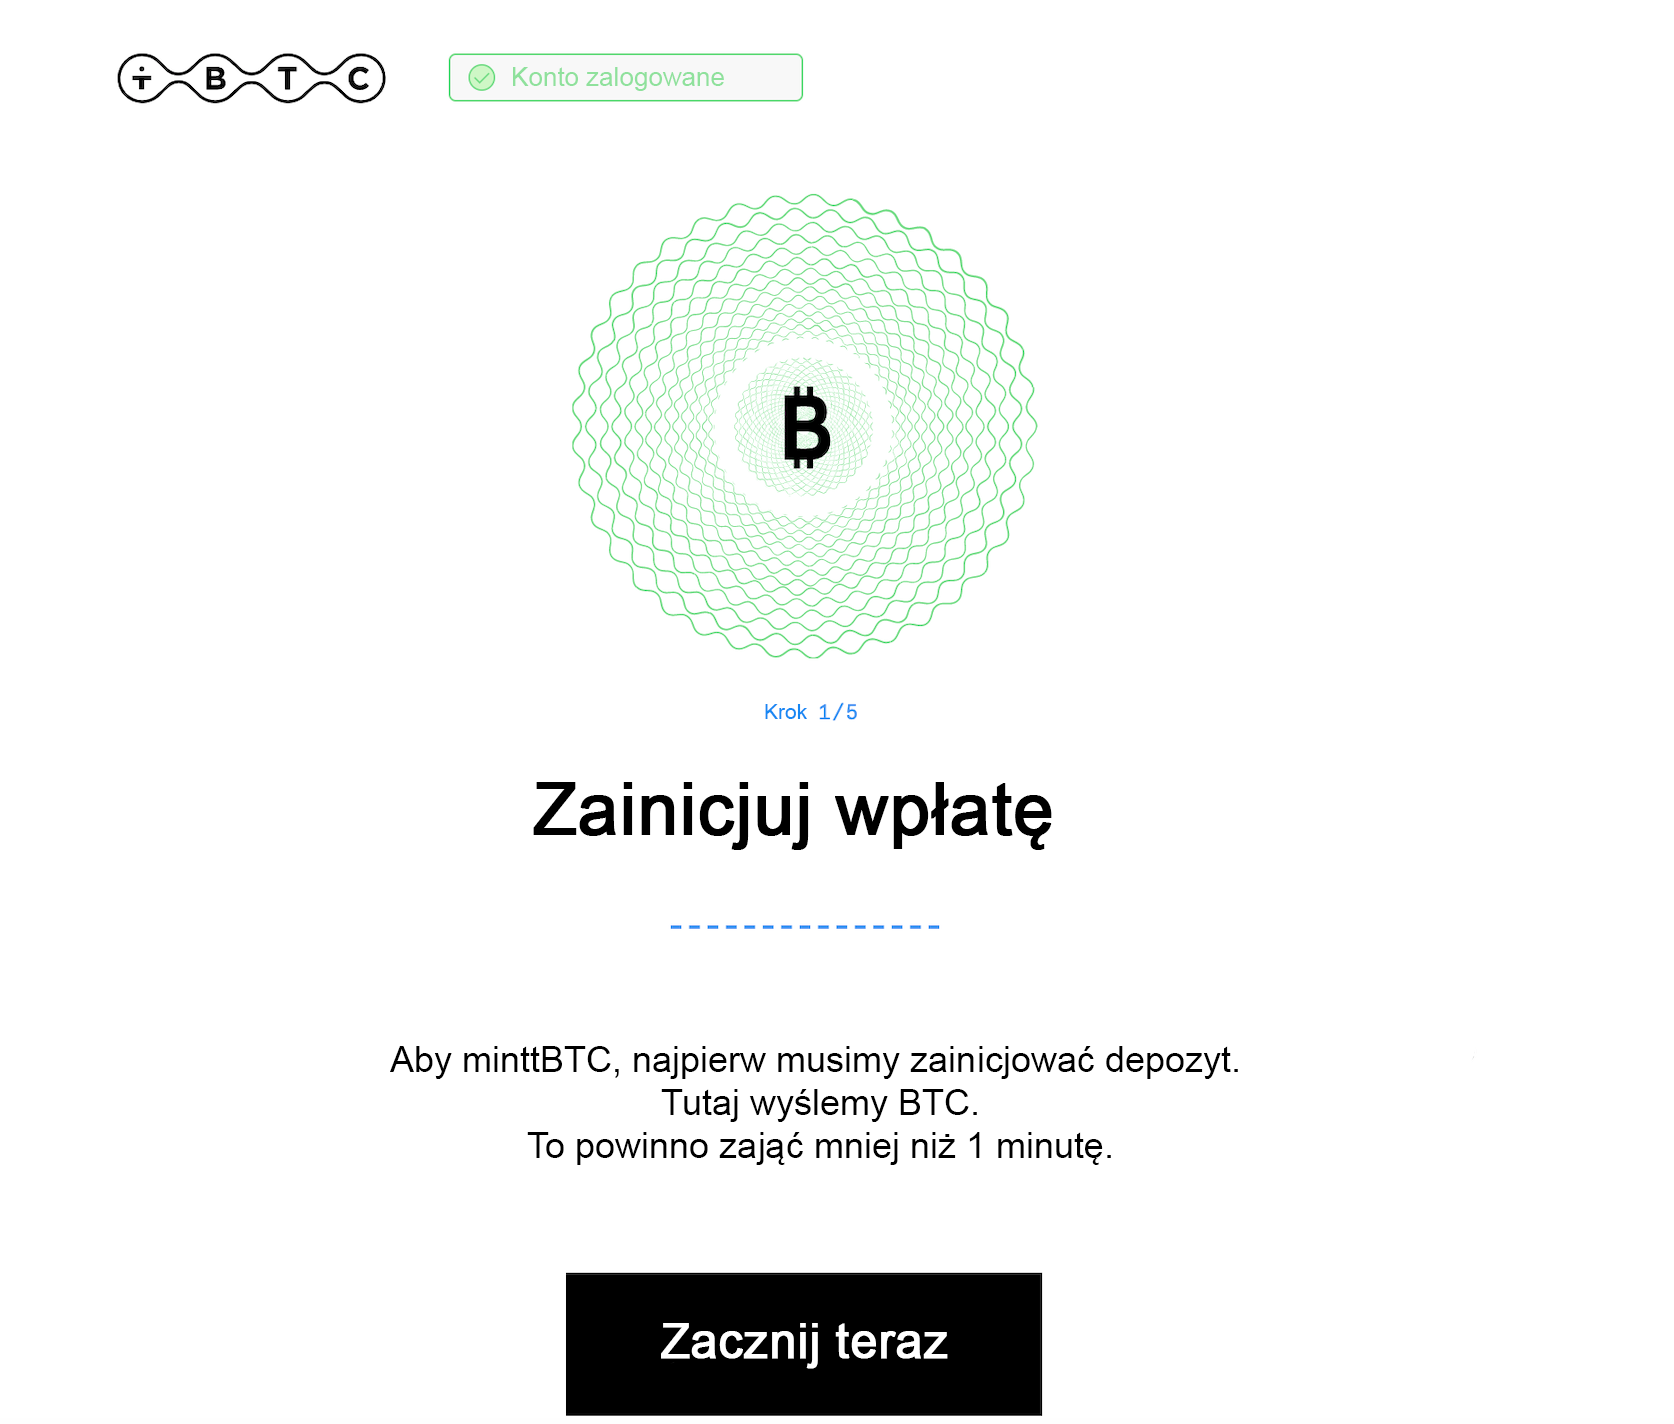 TBTC
Konto zalogowane
Krok 1/5
Zainicjuj wpłatę
Aby minttBTC, najpierw musimy zainicjować depozyt.
Tutaj wyślemy BTC.
To powinno zająć mniej niż 1 minutę.
Zacznij teraz